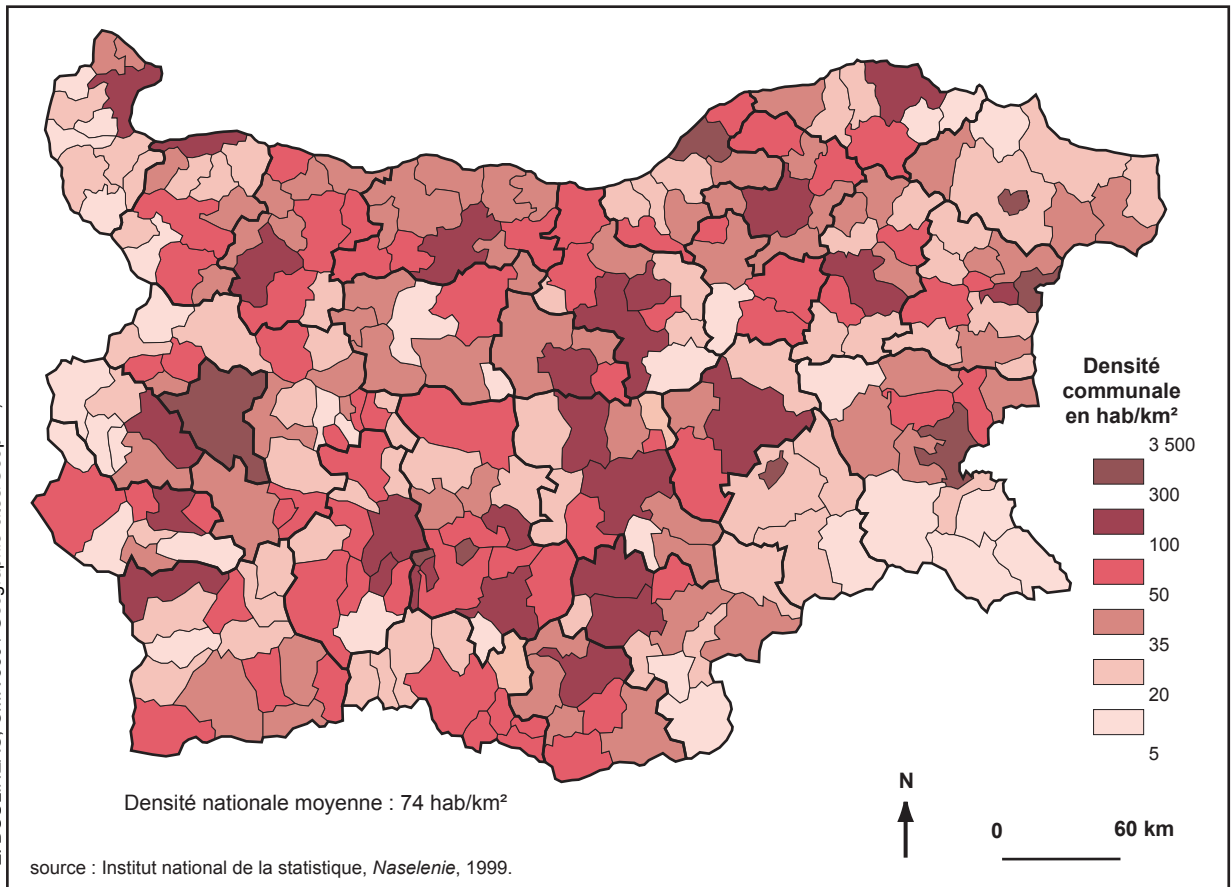 Densité
communale
en hab/km²
3 500
300
100
50
35
20
5
N
0 60 km
Densité nationale moyenne : 74 hab/km²
source : Institut national de la statistique, Naselenie, 1999.